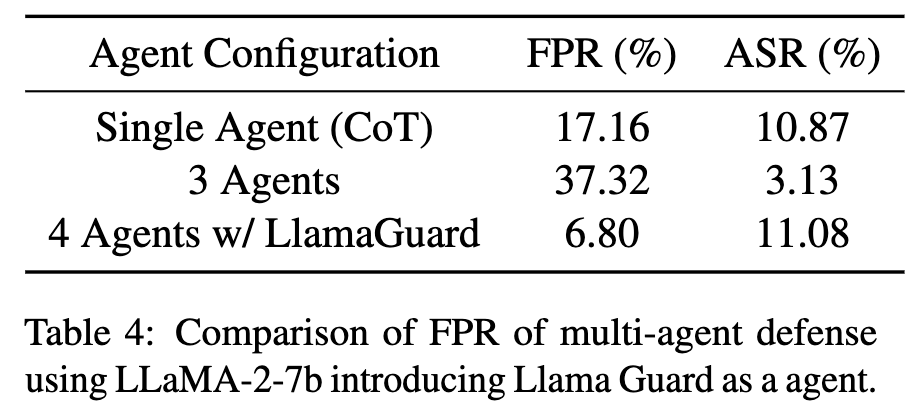 Agent Configuration FPR (%) ASR (%)
Single Agent (CoT) 17.16 10.87
3 Agents 37.32 3.13
4 Agents w/ LlamaGuard 6.80 11.08
Table 4: Comparison of FPR of multi-agent defense
using LLaMA-2-7b introducing Llama Guard as a agent.